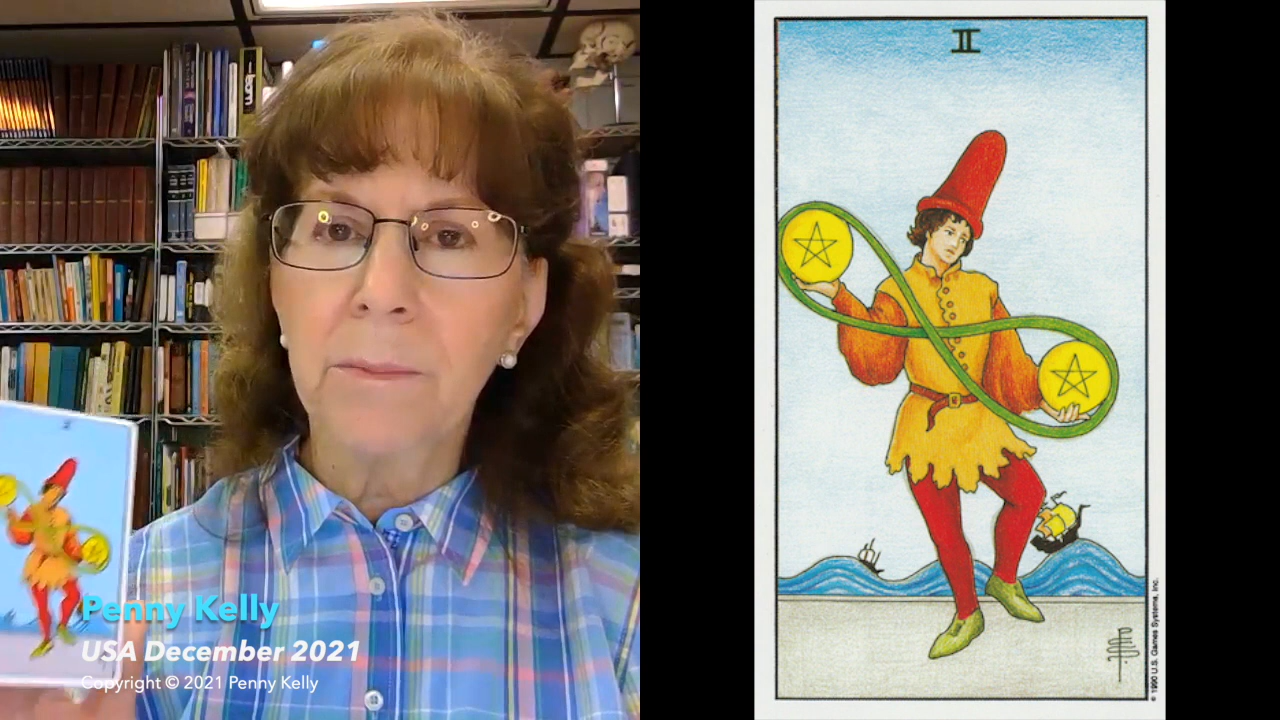 Penny Kelly
USA December 2021
Copyright © 2021 Penny Kelly
II
© 1990 U.S. Games Systems, Inc.